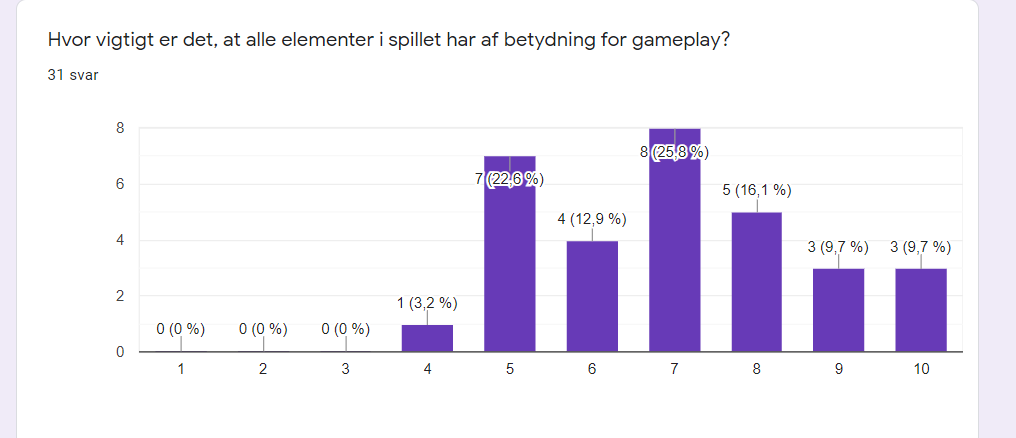 Hvor vigtigt er det, at alle elementer i spillet har af betydning for gameplay?
31 svar
8
8 (25,8 %)
7 (22,6 %)
6
5 (16,1 %)
4 (12,9 %)
4
3 (9,7 %)
3 (9,7 %)
2
1 (3,2 %)
0 (0 %)
0 (0 %)
0 (0 %)
0
1 2 3 4 5 6 7 8 9 10